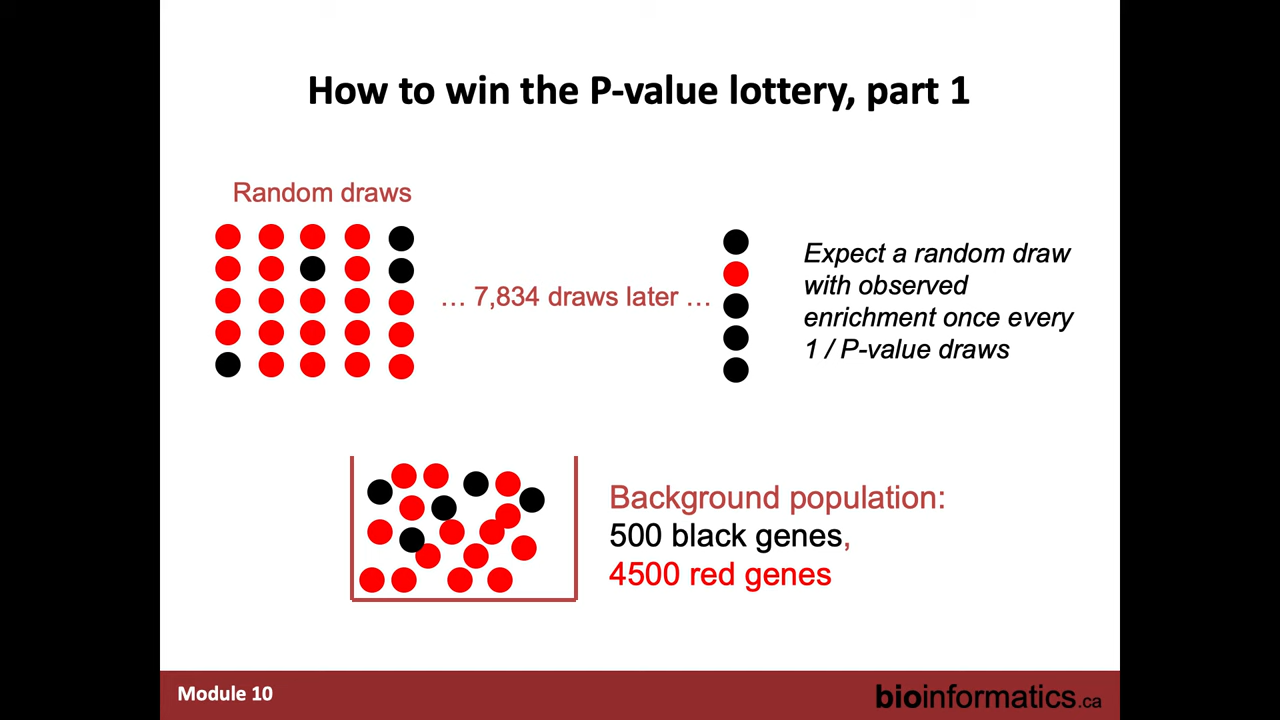 How to win the P-value lottery, part 1
Random draws
… 7,834 draws later …
Expect a random draw
with observed
enrichment once every
1 / P-value draws
Background population:
500 black genes,
4500 red genes
Module 10
bioinformatics.ca